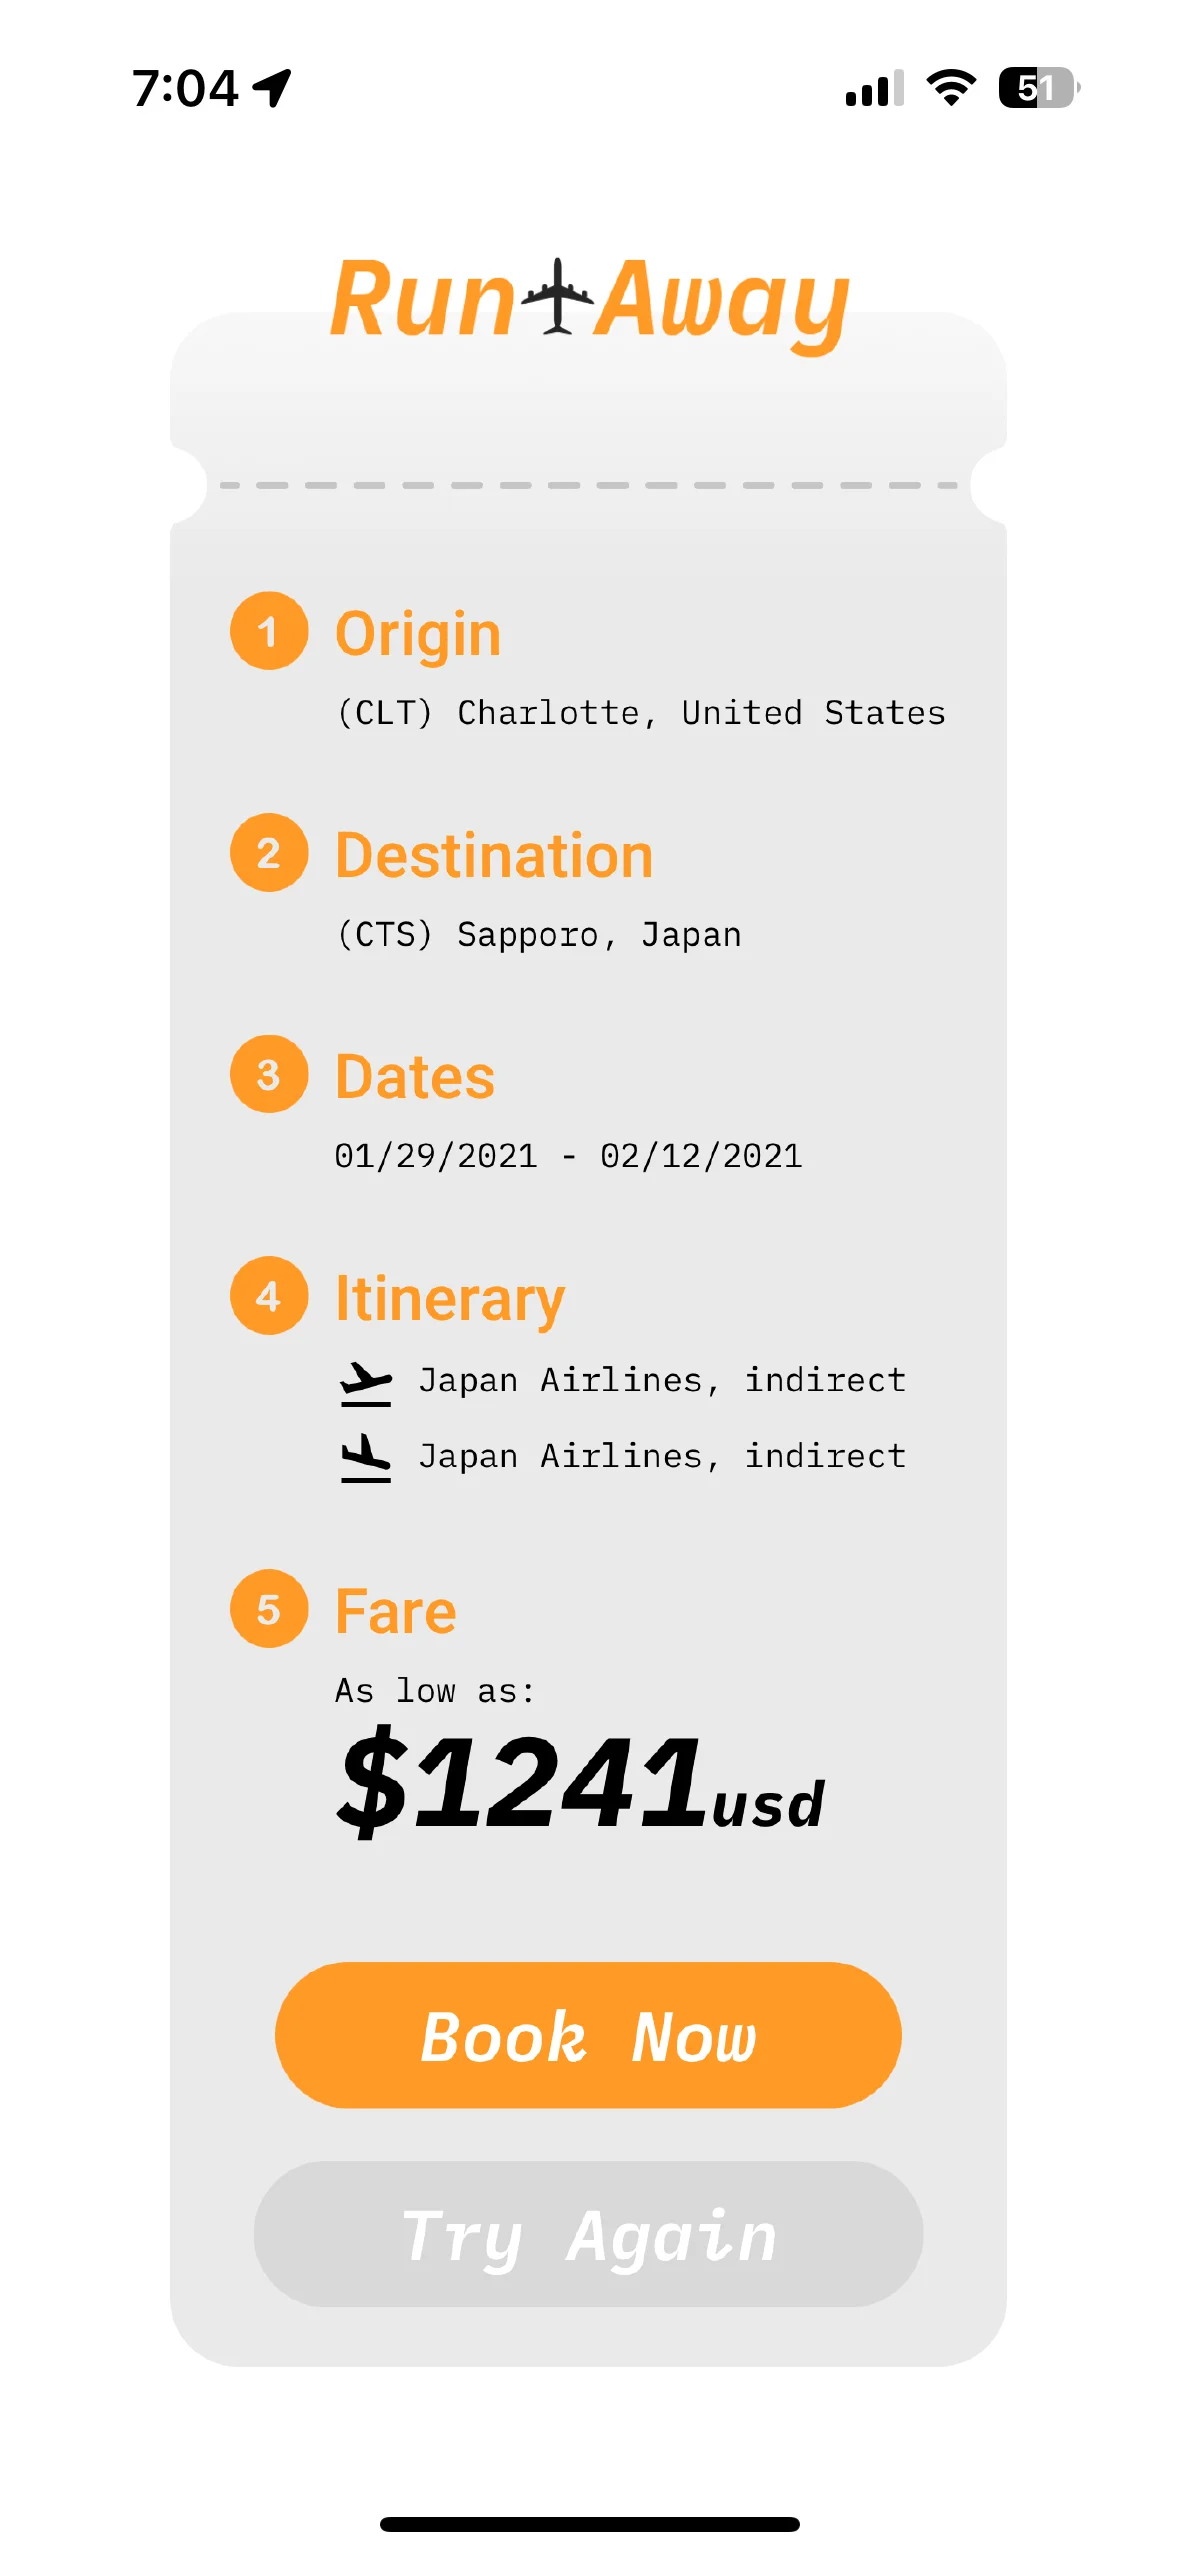 7:04
51
Run Away
1 Origin
(CLT) Charlotte, United States
2 Destination
(CTS) Sapporo, Japan
3 Dates
01/29/2021 - 02/12/2021
4 Itinerary
Japan Airlines, indirect
Japan Airlines, indirect
5 Fare
As low as:
$1241usd
Book Now
Try Again